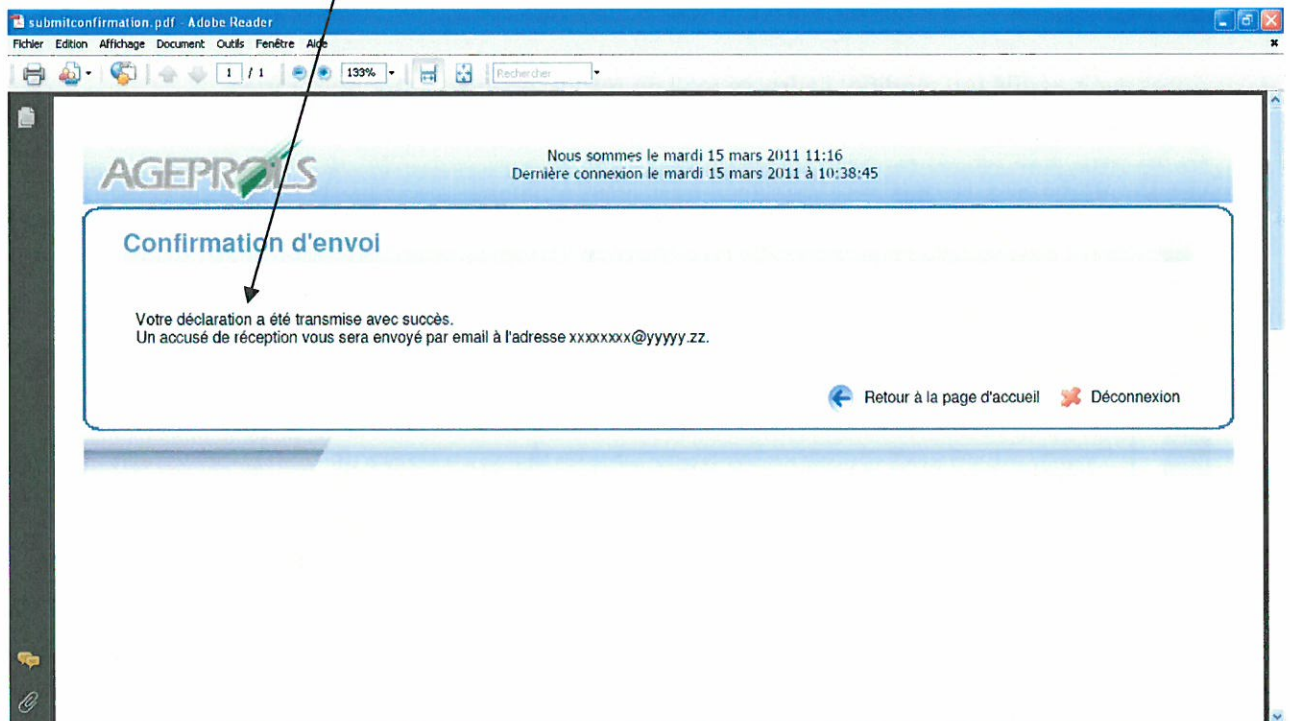 submitconfirmation.pdf - Adobe Reader
Fichier Edition Affichage Document Outils Fenêtre Aide
1 / 1 133% Rechercher
AGEPROLS
Nous sommes le mardi 15 mars 2011 11:16
Dernière connexion le mardi 15 mars 2011 à 10:38:45
Confirmation d'envoi
Votre déclaration a été transmise avec succès.
Un accusé de réception vous sera envoyé par email à l'adresse xxxxxxxx@yyyyy.zz.
Retour à la page d'accueil Déconnexion